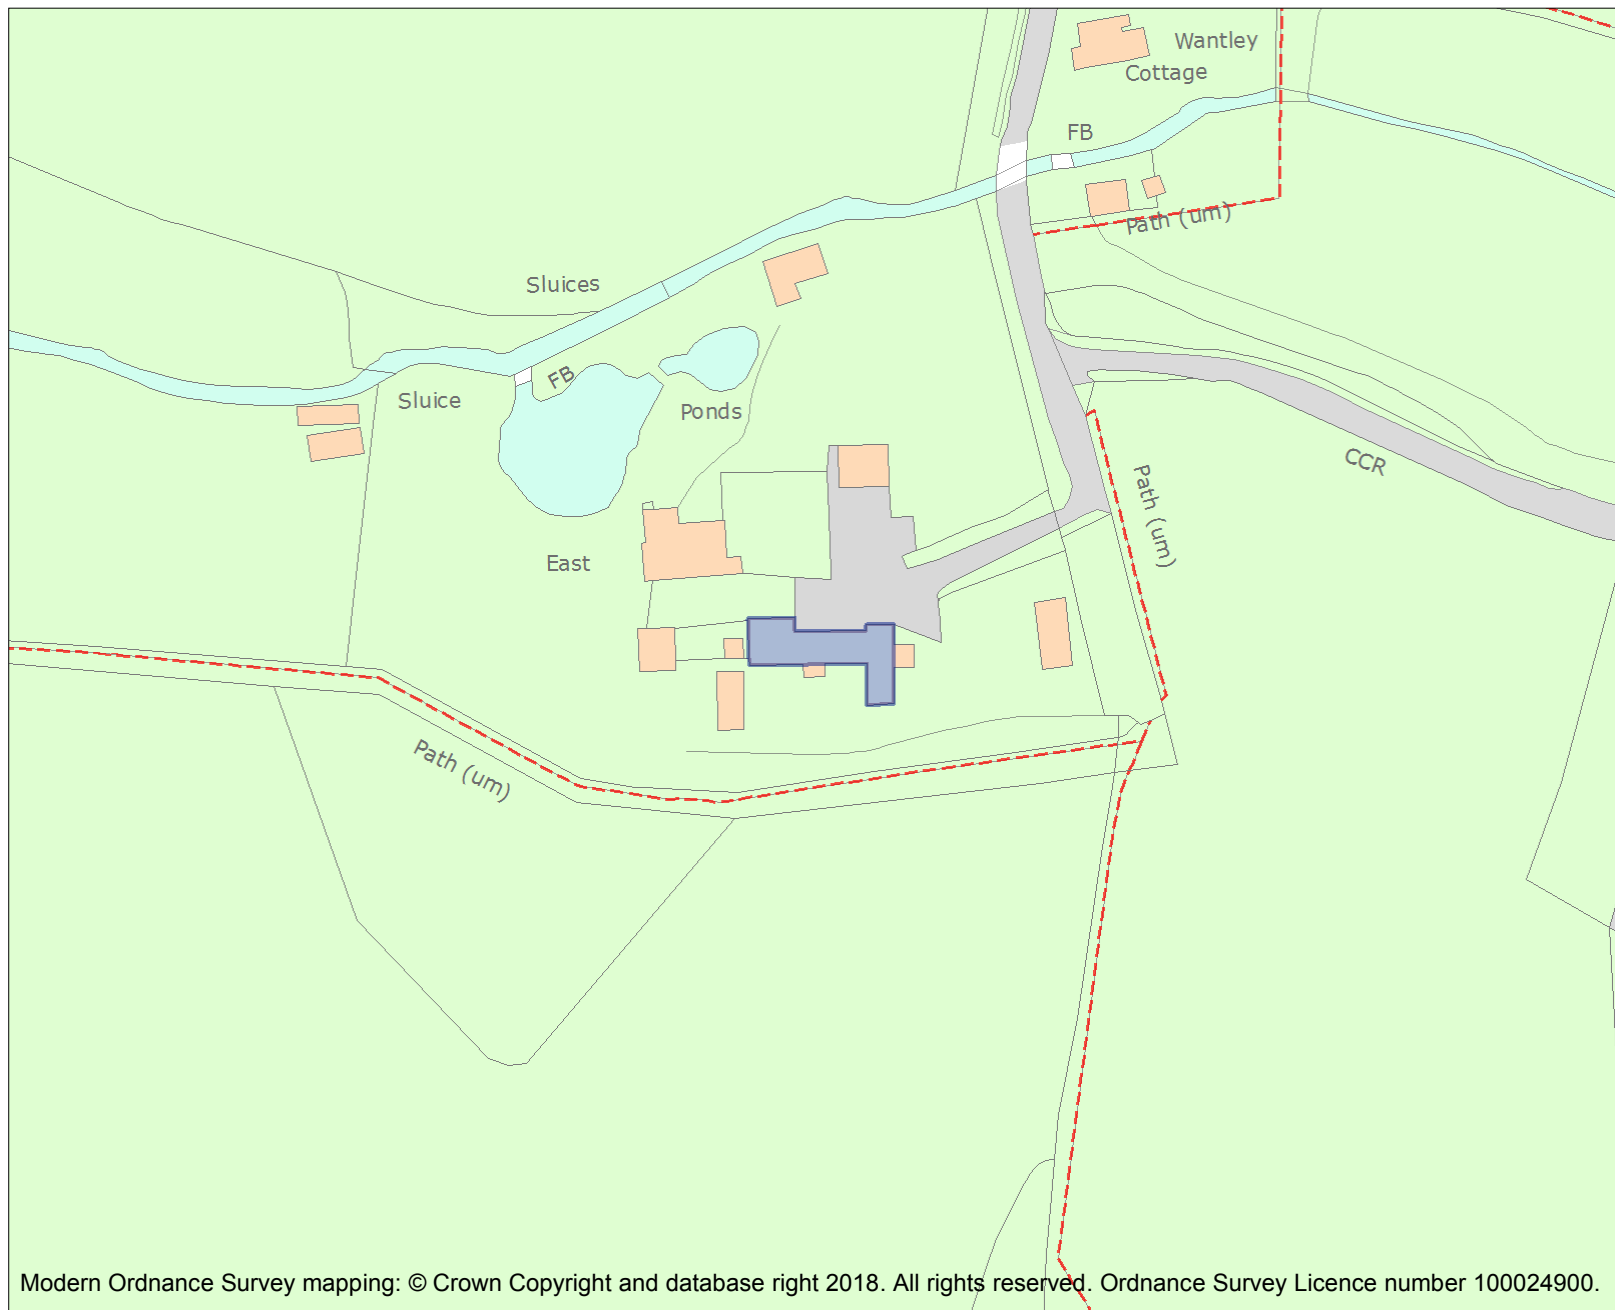 Wantley
Cottage
FB
Path (um)
Sluices
FB
Sluice
Ponds
CCR
Path (um)
East
Path (um)
Modern Ordnance Survey mapping: © Crown Copyright and database right 2018. All rights reserved. Ordnance Survey Licence number 100024900.